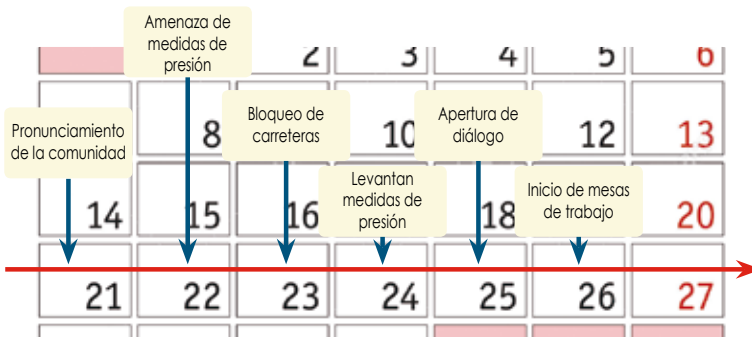 Amenaza de
medidas de
presión
2 3 4 5 6
Pronunciamiento
de la comunidad
Bloqueo de
carreteras
Apertura de
diálogo
8 10 12 13
Levantan
medidas de
presión
Inicio de mesas
de trabajo
14 15 16 18 20
21 22 23 24 25 26 27